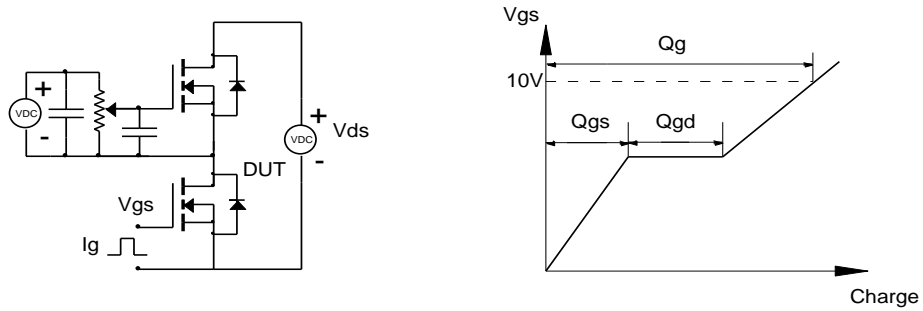 +
VDC
-
+
VDC
-
Vds
DUT
Vgs
Ig
Vgs
Qg
10V
Qgs
Qgd
Charge